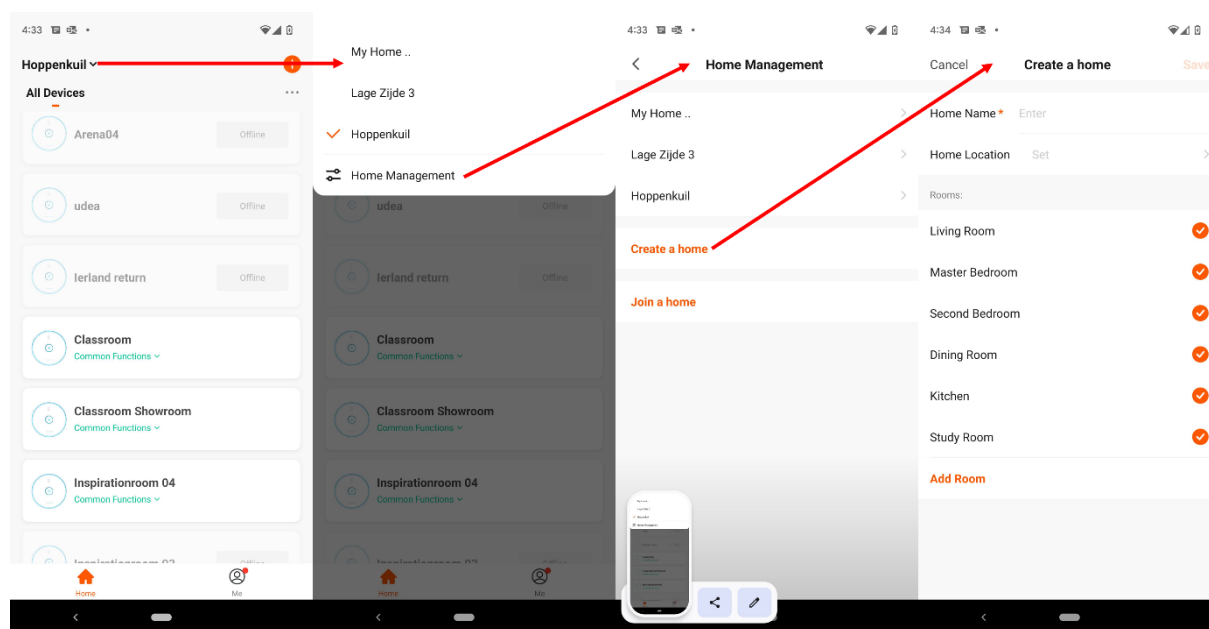 4:33
Hoppenkuil
All Devices
Arena04
Offline
udea
Offline
Ierland return
Offline
Classroom
Common Functions
Classroom Showroom
Common Functions
Inspirationroom 04
Common Functions
Home
Me
My Home ..
Lage Zijde 3
Hoppenkuil
Home Management
udea
Offline
Ierland return
Offline
Classroom
Common Functions
Classroom Showroom
Common Functions
Inspirationroom 04
Common Functions
Home
Me
4:33
Home Management
My Home ..
Lage Zijde 3
Hoppenkuil
Create a home
Join a home
4:34
Cancel
Create a home
Save
Home Name *
Enter
Home Location
Set
Rooms:
Living Room
Master Bedroom
Second Bedroom
Dining Room
Kitchen
Study Room
Add Room